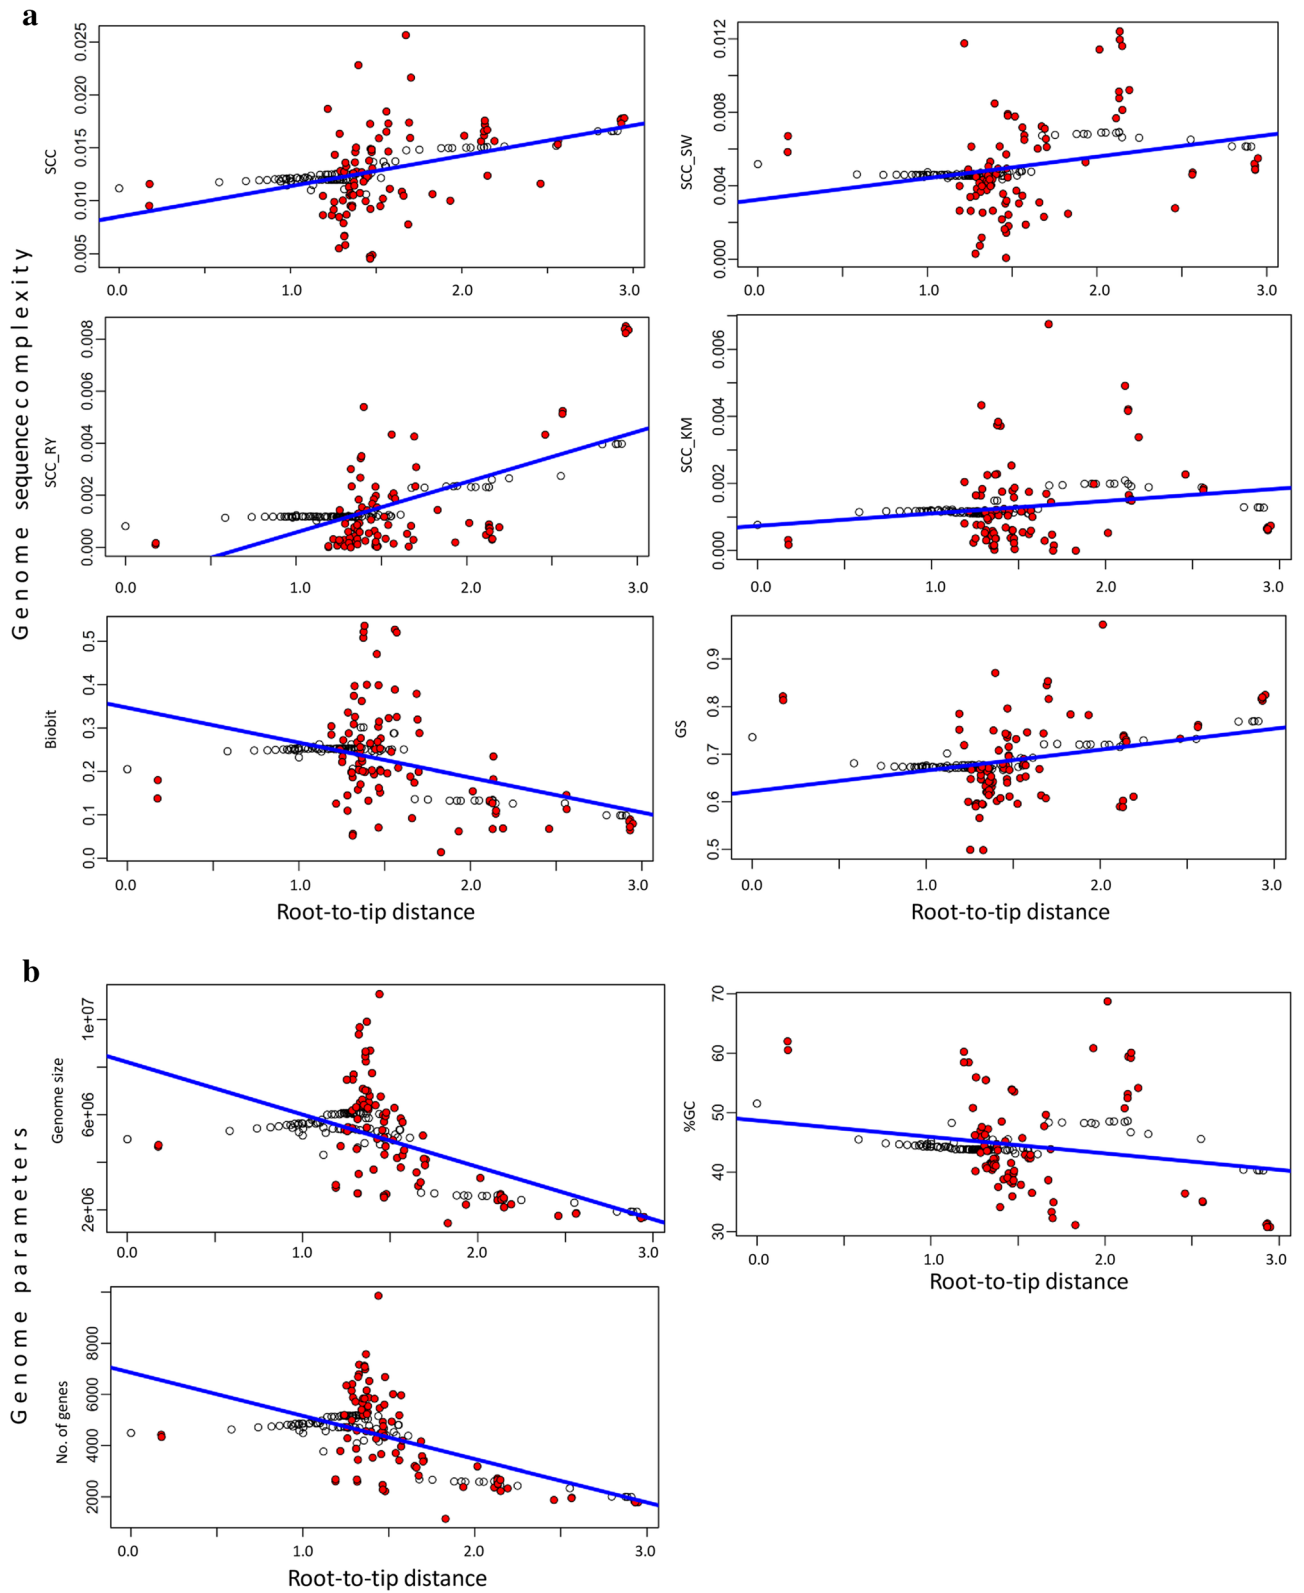 a
Genome sequence complexity
SCC
0.005 0.010 0.015 0.020 0.025
0.0 1.0 2.0 3.0
SCC_SW
0.000 0.004 0.008 0.012
0.0 1.0 2.0 3.0
SCC_RY
0.000 0.002 0.004 0.006 0.008
0.0 1.0 2.0 3.0
SCC_KM
0.000 0.002 0.004 0.006
0.0 1.0 2.0 3.0
Biobit
0.0 0.1 0.2 0.3 0.4 0.5
0.0 1.0 2.0 3.0
Root-to-tip distance
GS
0.5 0.6 0.7 0.8 0.9
0.0 1.0 2.0 3.0
Root-to-tip distance
b
Genome parameters
Genome size
2e+06 6e+06 1e+07
0.0 1.0 2.0 3.0
%GC
30 40 50 60 70
0.0 1.0 2.0 3.0
Root-to-tip distance
No. of genes
2000 4000 6000 8000
0.0 1.0 2.0 3.0
Root-to-tip distance